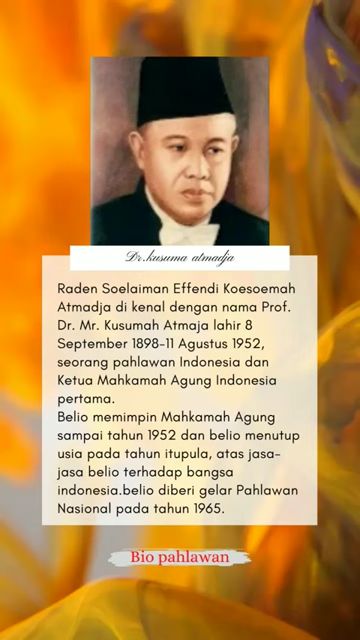 Dr.kusuma atmadja
Raden Soelaiman Effendi Koesoemah
Atmadja di kenal dengan nama Prof.
Dr. Mr. Kusumah Atmaja lahir 8
September 1898-11 Agustus 1952,
seorang pahlawan Indonesia dan
Ketua Mahkamah Agung Indonesia
pertama.
Belio memimpin Mahkamah Agung
sampai tahun 1952 dan belio menutup
usia pada tahun itupula, atas jasa-
jasa belio terhadap bangsa
indonesia.belio diberi gelar Pahlawan
Nasional pada tahun 1965.
Bio pahlawan